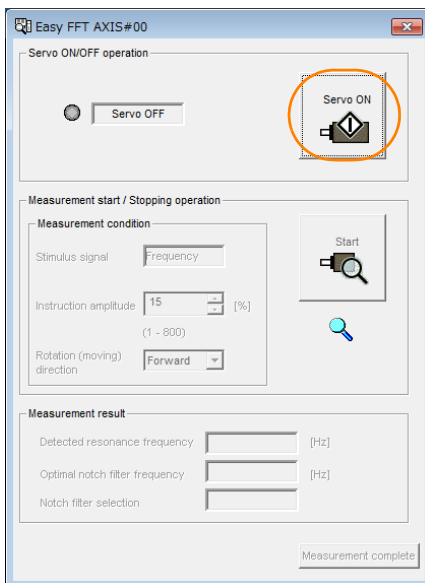 Easy FFT AXIS#00
Servo ON/OFF operation
Servo OFF
Servo ON
Measurement start / Stopping operation
Measurement condition
Stimulus signal Frequency
Instruction amplitude 15 [%]
(1 - 800)
Rotation (moving) direction Forward
Start
Measurement result
Detected resonance frequency [Hz]
Optimal notch filter frequency [Hz]
Notch filter selection
Measurement complete